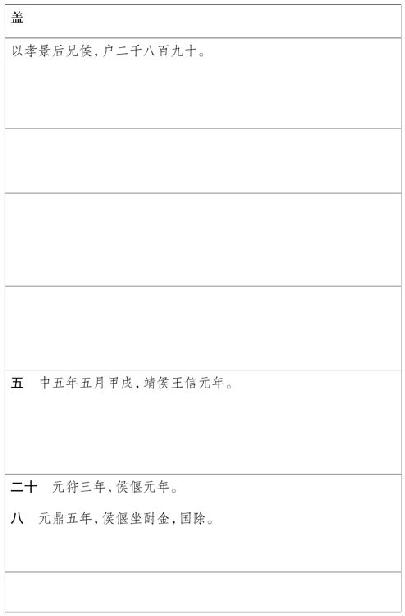 盖
以孝景后兄侯，户二千八百九十。
五　中五年五月甲戌，靖侯王信元年。
二十　元狩三年，侯偃元年。
八　元鼎五年，侯偃坐酎金，国除。